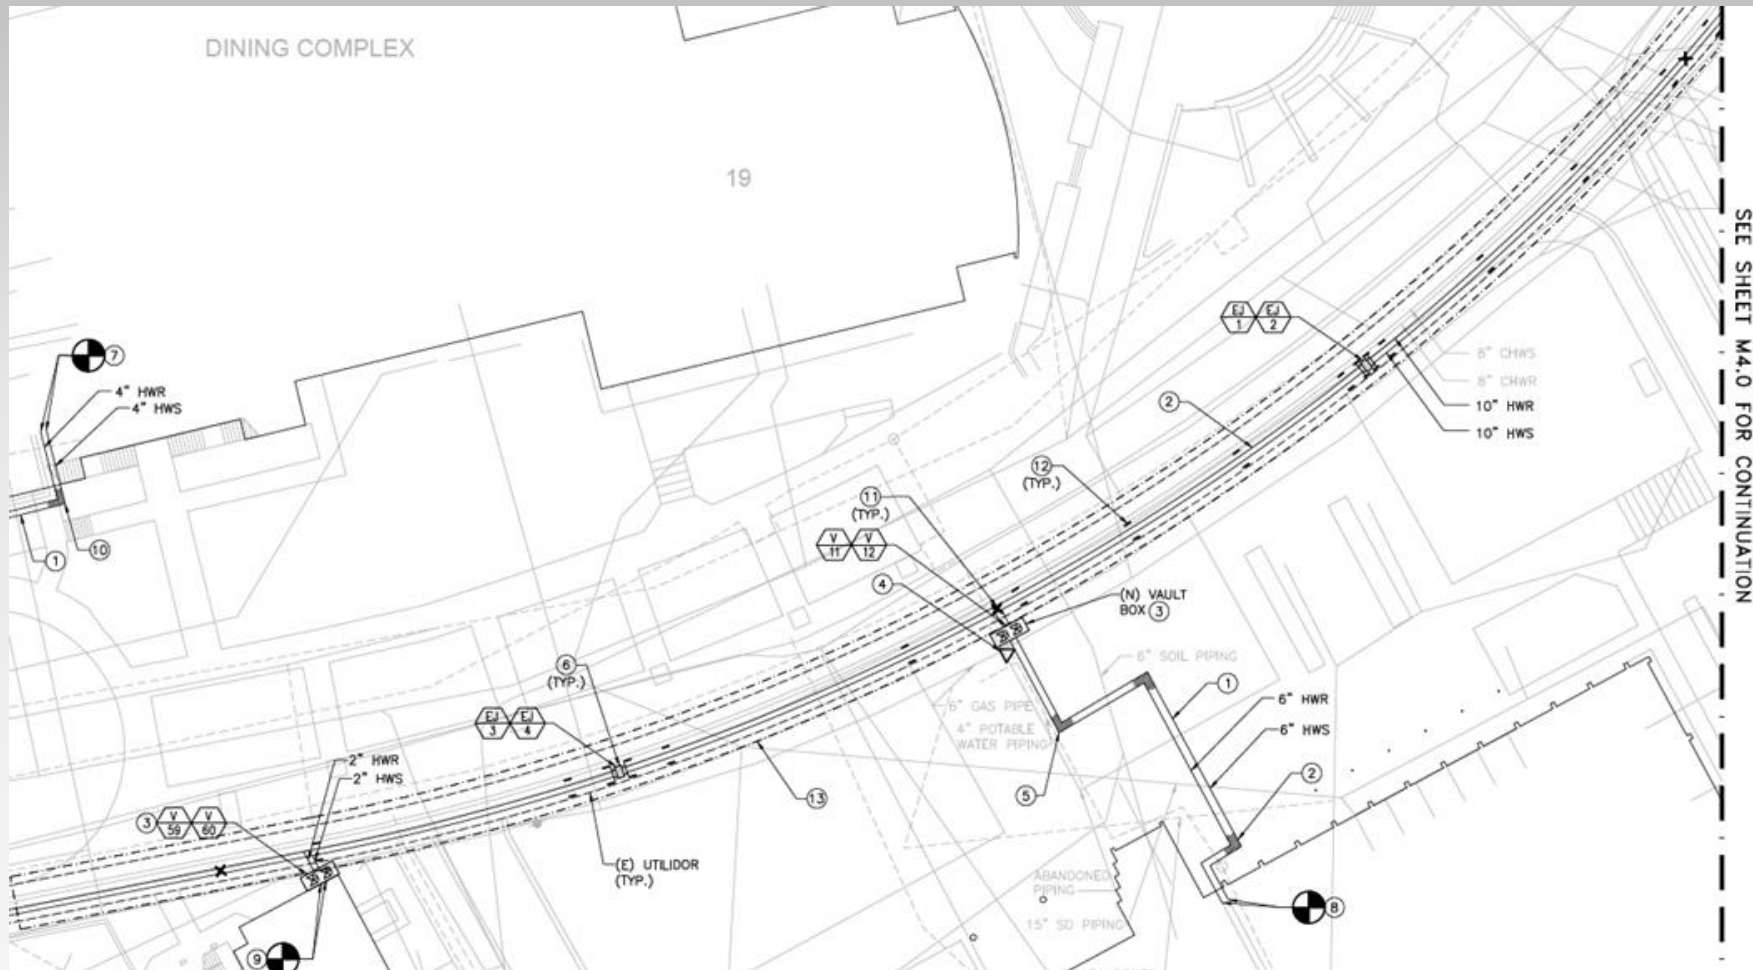 DINING COMPLEX
19
SEE SHEET M4.0 FOR CONTINUATION
EJ
1
EJ
2
8" CHWS
8" CHWR
10" HWR
10" HWS
7
4" HWR
4" HWS
2
12
(TYP.)
11
(TYP.)
V
11
V
12
1
10
4
(N) VAULT
BOX 3
6" SOIL PIPING
6
(TYP.)
1
6" HWR
6" HWS
6" GAS PIPE
4" POTABLE
WATER PIPING
EJ
3
EJ
4
2" HWR
2" HWS
2
5
13
3
V
59
V
60
(E) UTILIDOR
(TYP.)
ABANDONED
PIPING
8
15" SD PIPING
9